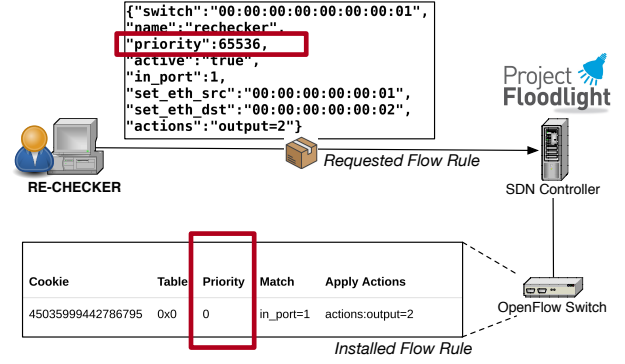 {"switch":"00:00:00:00:00:00:00:01",
"name":"rechecker",
"priority":65536,
"active":"true",
"in_port":1,
"set_eth_src":"00:00:00:00:00:01",
"set_eth_dst":"00:00:00:00:00:02",
"actions":"output=2"}
Project
Floodlight
Requested Flow Rule
RE-CHECKER
SDN Controller
Cookie Table Priority Match Apply Actions
45035999442786795 0x0 0 in_port=1 actions:output=2
OpenFlow Switch
Installed Flow Rule